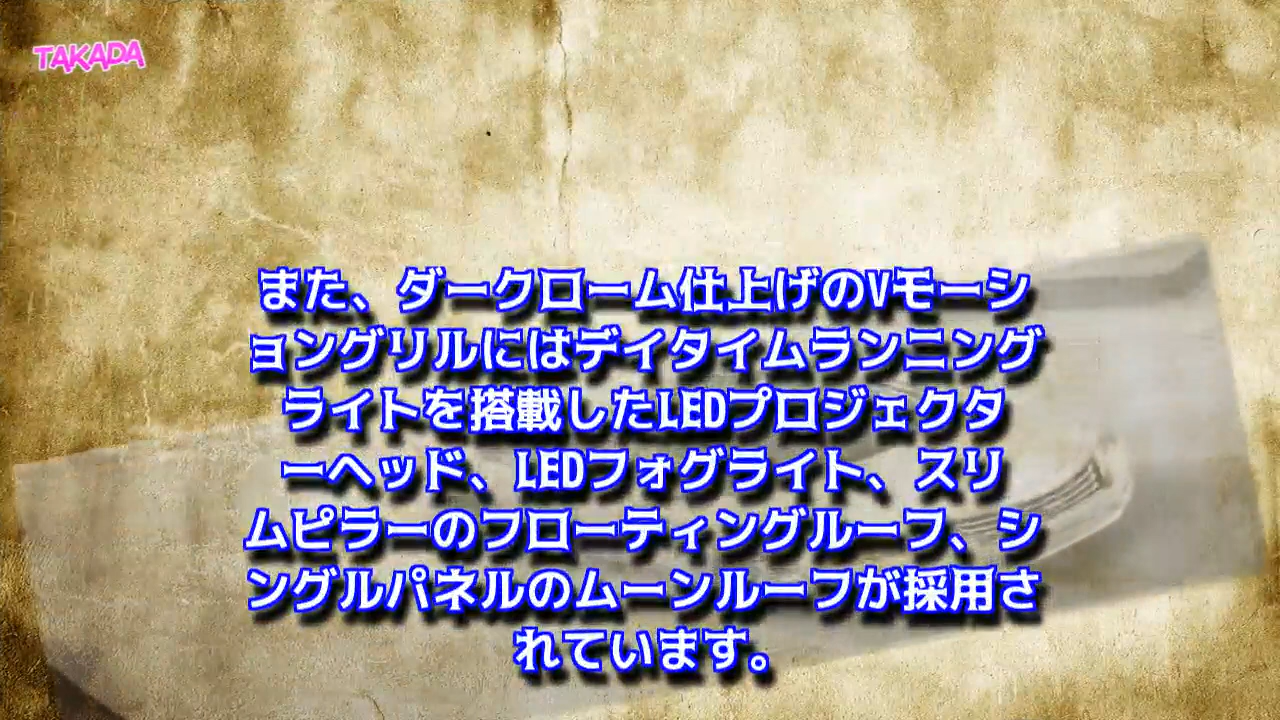 TAKADA
また、ダークローム仕上げのVモーシ
ョングリルにはデイタイムランニング
ライトを搭載したLEDプロジェクタ
ーヘッド、LEDフォグライト、スリ
ムピラーのフローティングルーフ、シ
ングルパネルのムーンルーフが採用さ
れています。